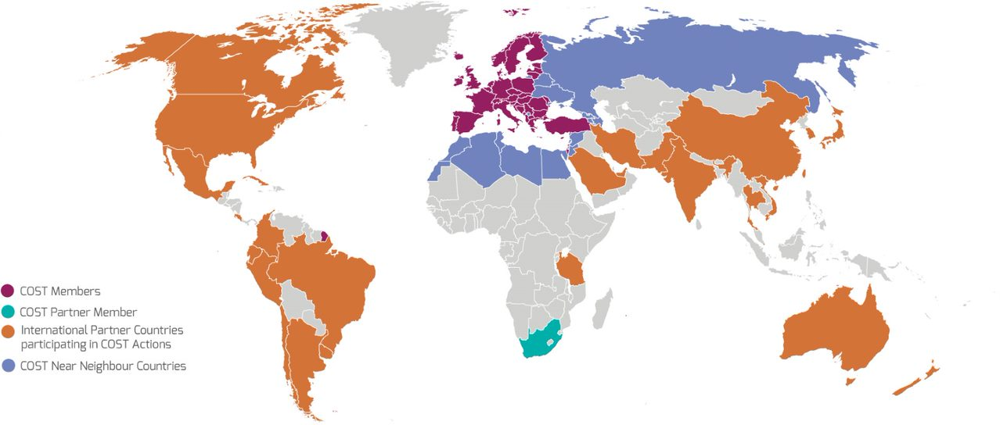 COST Members
COST Partner Member
International Partner Countries
participating in COST Actions
COST Near Neighbour Countries